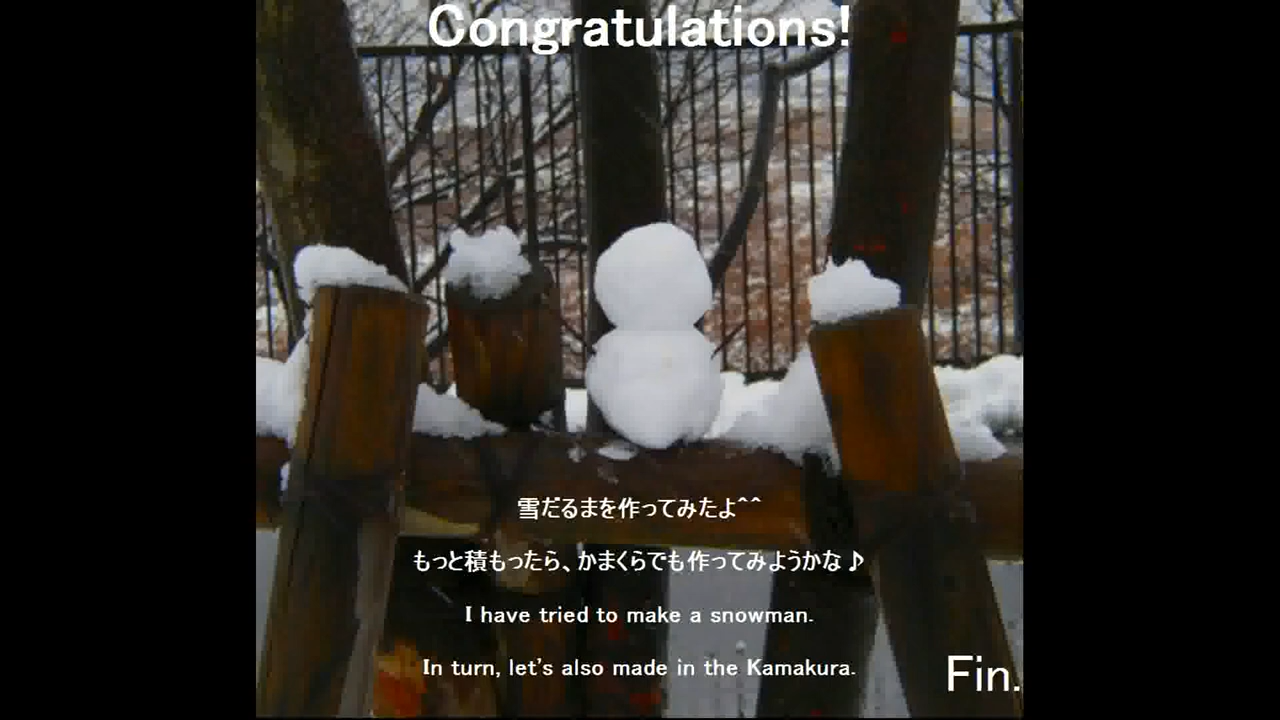 Congratulations!
雪だるまを作ってみたよ^^
もっと積もったら、かまくらでも作ってみようかな♪
I have tried to make a snowman.
In turn, let's also made in the Kamakura.
Fin.